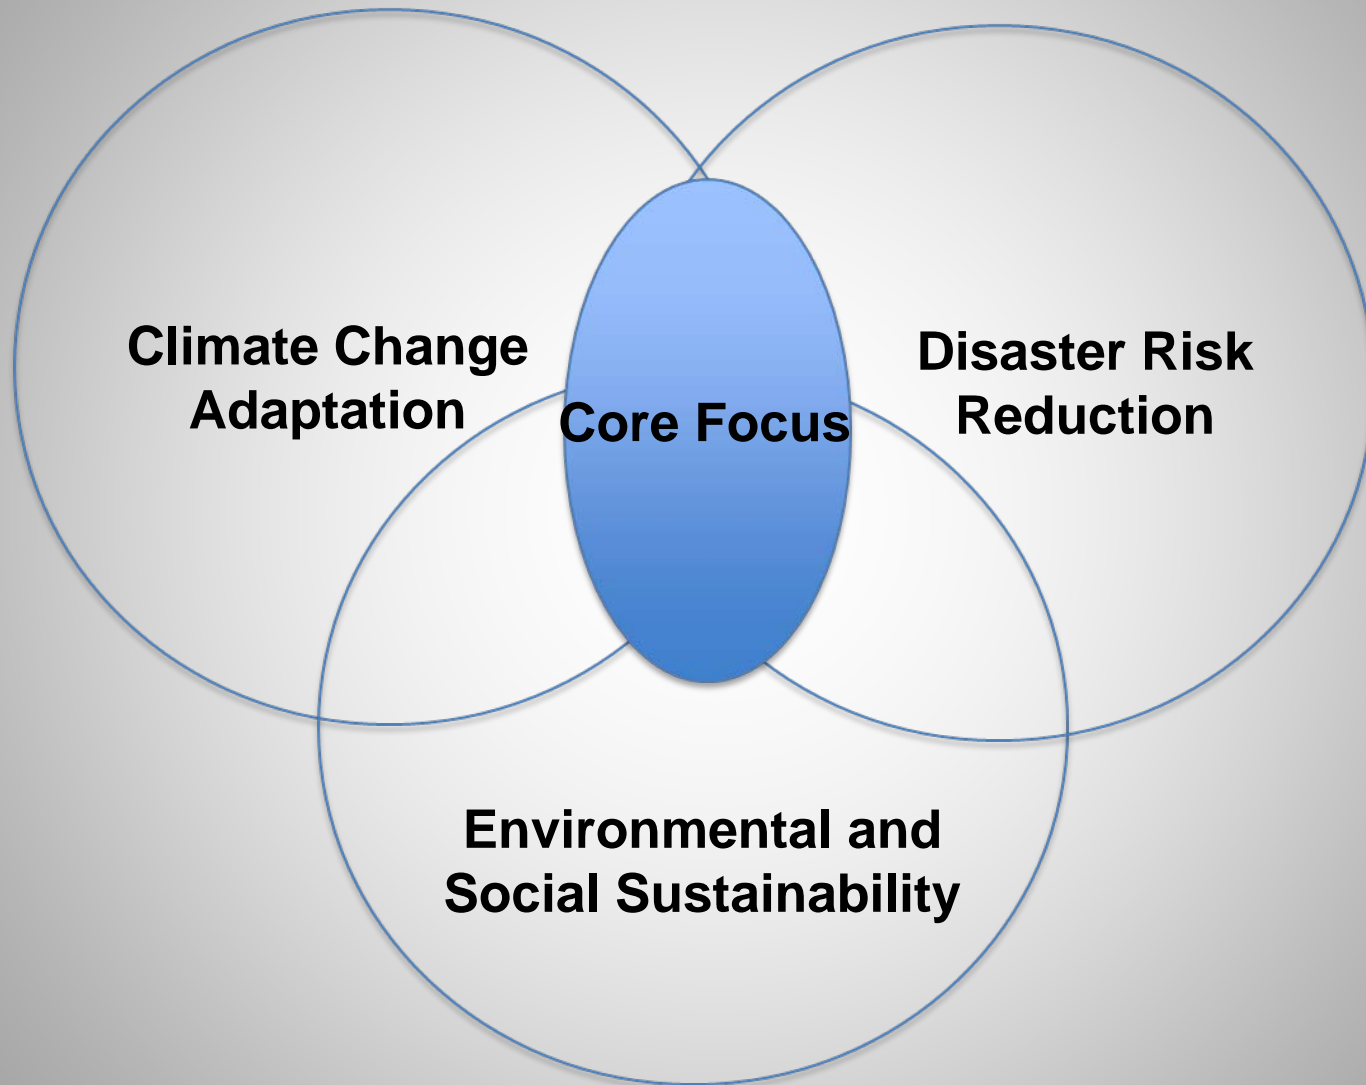 Climate Change
Adaptation
Core Focus
Disaster Risk
Reduction
Environmental and
Social Sustainability